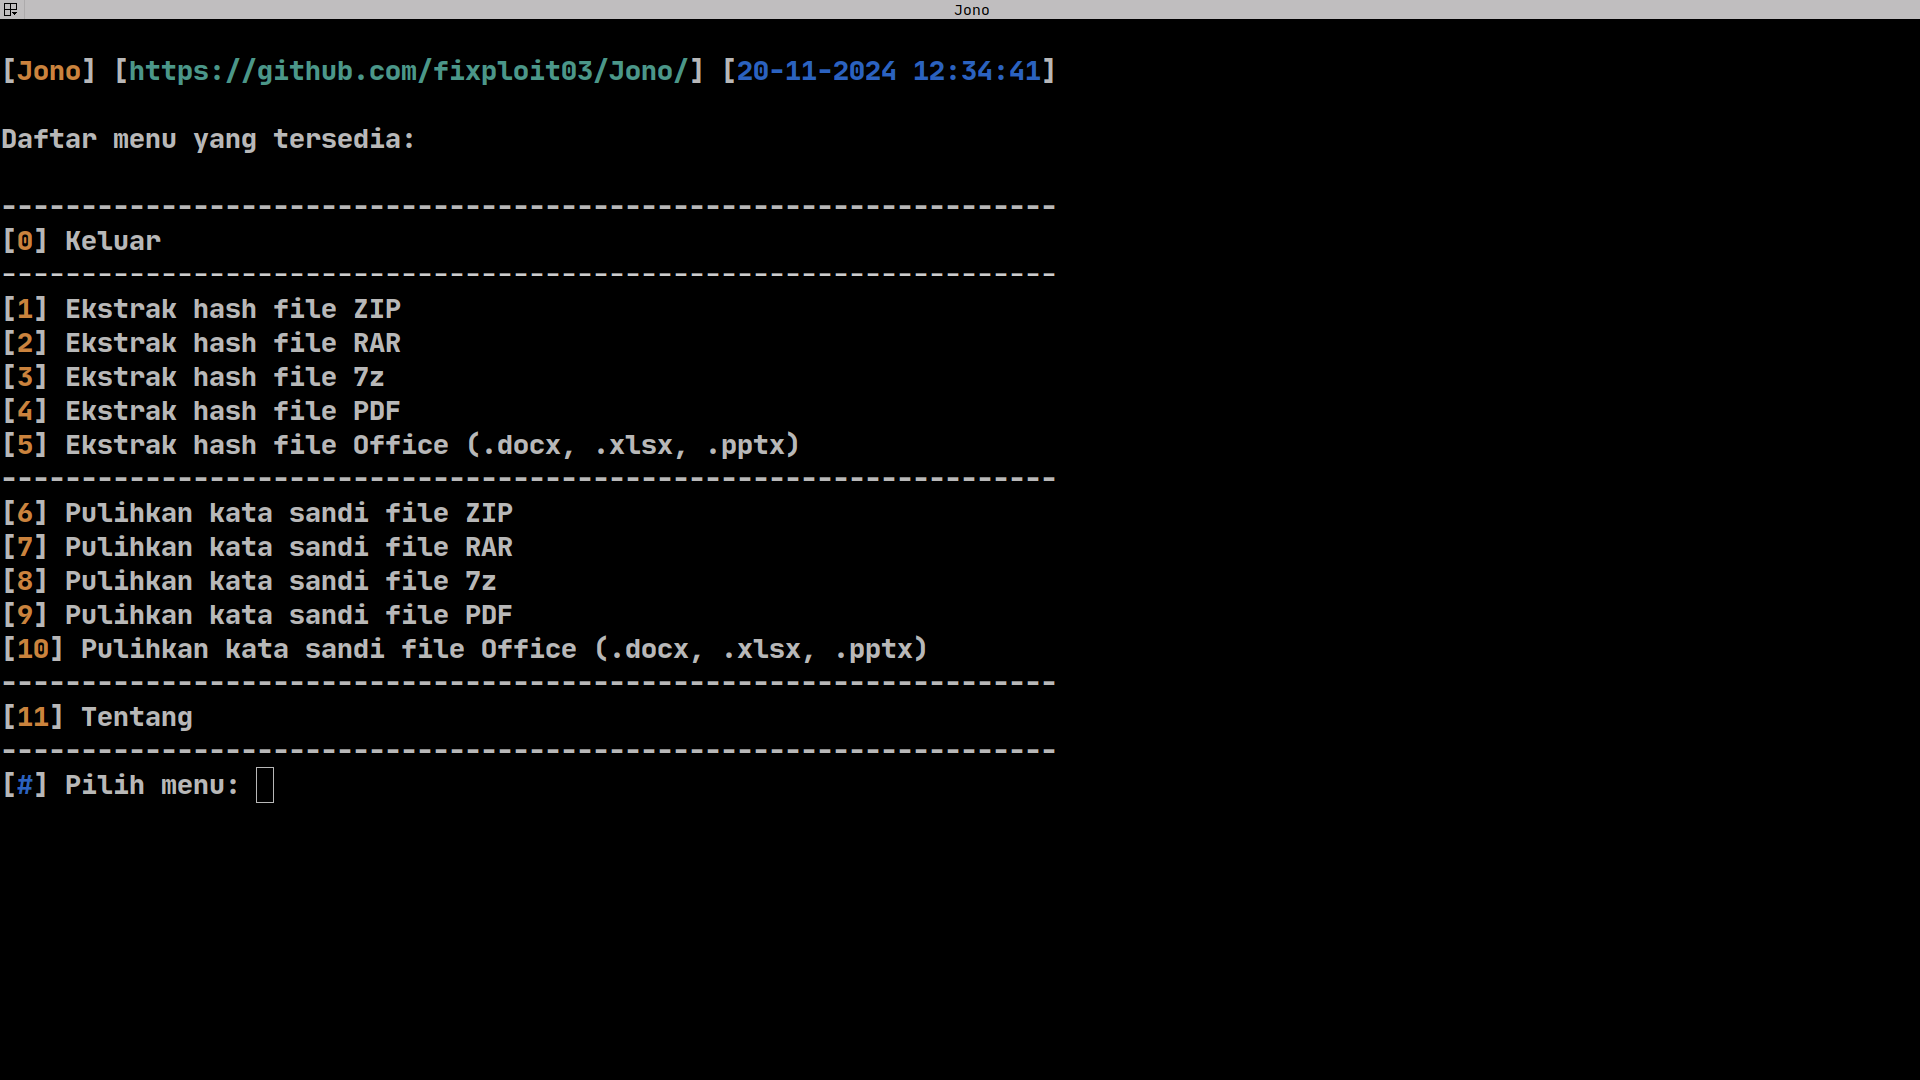 Jono
[Jono] [https://github.com/fixploit03/Jono/] [20-11-2024 12:34:41]
Daftar menu yang tersedia:
------------------------------------------------------------------
[0] Keluar
------------------------------------------------------------------
[1] Ekstrak hash file ZIP
[2] Ekstrak hash file RAR
[3] Ekstrak hash file 7z
[4] Ekstrak hash file PDF
[5] Ekstrak hash file Office (.docx, .xlsx, .pptx)
------------------------------------------------------------------
[6] Pulihkan kata sandi file ZIP
[7] Pulihkan kata sandi file RAR
[8] Pulihkan kata sandi file 7z
[9] Pulihkan kata sandi file PDF
[10] Pulihkan kata sandi file Office (.docx, .xlsx, .pptx)
------------------------------------------------------------------
[11] Tentang
------------------------------------------------------------------
[#] Pilih menu: